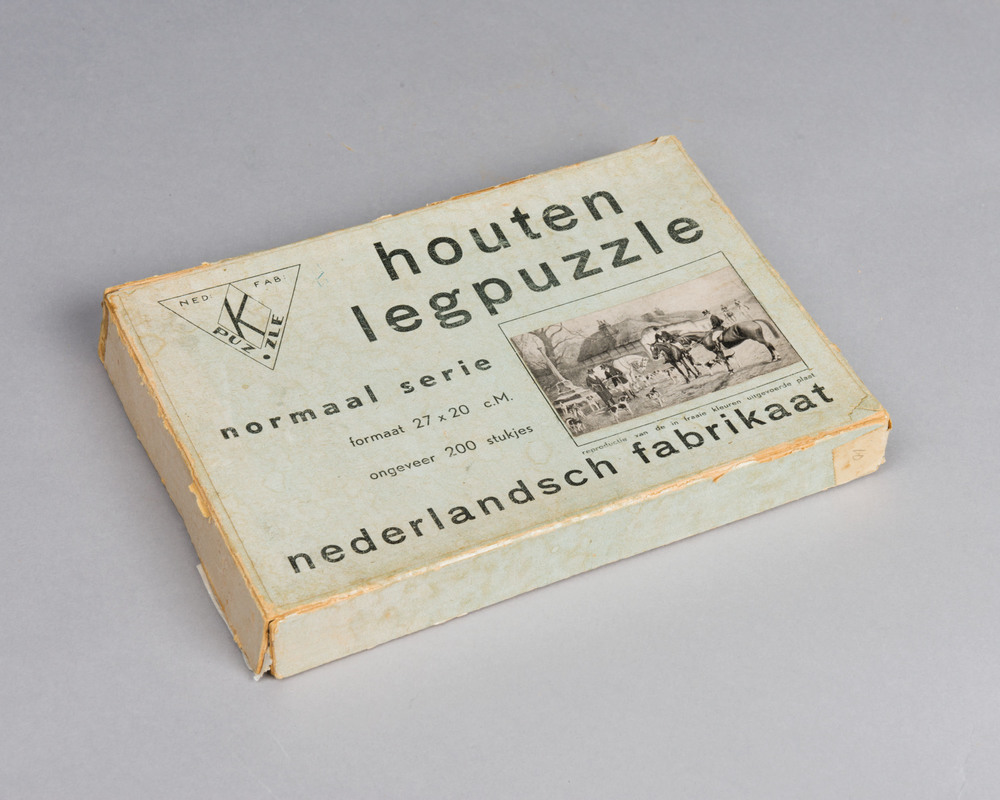 NED: FAB:
K
PUZ•ZLE
houten
legpuzzle
normaal serie
formaat 27 x 20 c.M.
ongeveer 200 stukjes
reproductie van de in fraaie kleuren uitgevoerde plaat
nederlandsch fabrikaat